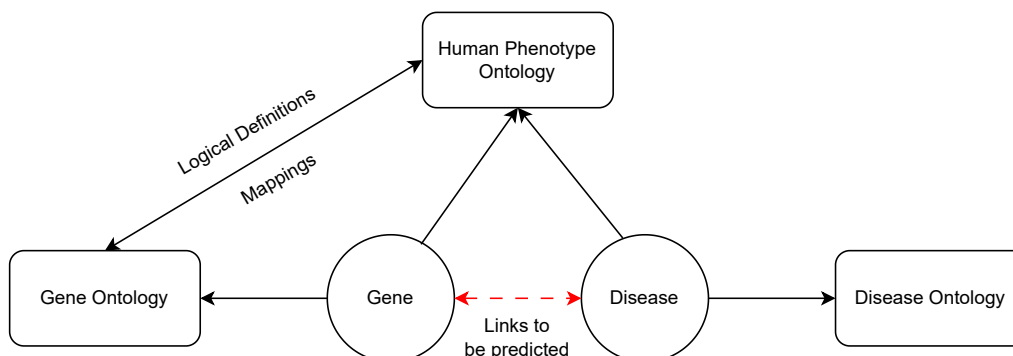 Human Phenotype
Ontology
Logical Definitions
Mappings
Gene Ontology
Gene
Disease
Disease Ontology
Links to
be predicted